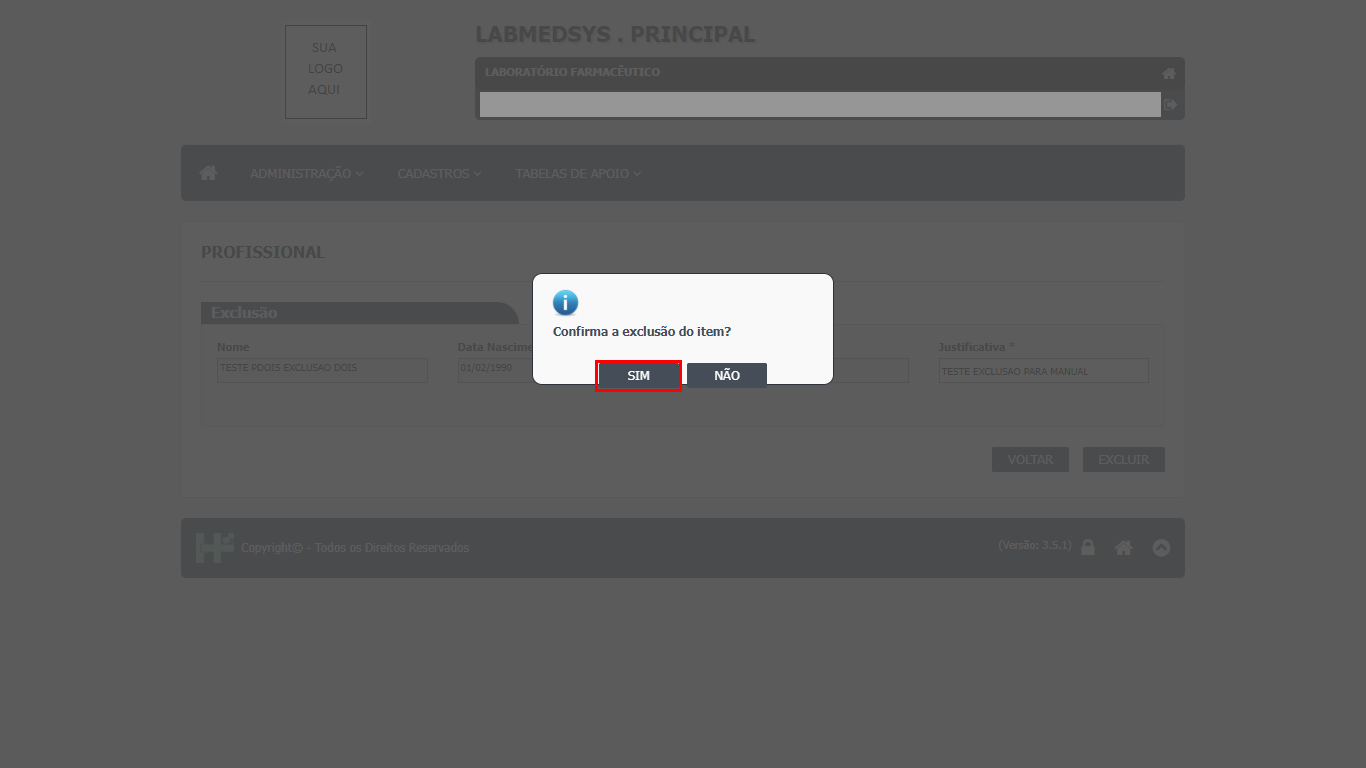 SUA
LOGO
AQUI
LABMEDSYS . PRINCIPAL
LABORATÓRIO FARMACÊUTICO
ADMINISTRAÇÃO
CADASTROS
TABELAS DE APOIO
PROFISSIONAL
Exclusão
Nome
TESTE PDOIS EXCLUSAO DOIS
Data Nascime
01/02/1990
Justificativa *
TESTE EXCLUSAO PARA MANUAL
Confirma a exclusão do item?
SIM
NÃO
VOLTAR
EXCLUIR
Copyright© - Todos os Direitos Reservados
(Versão: 3.5.1)